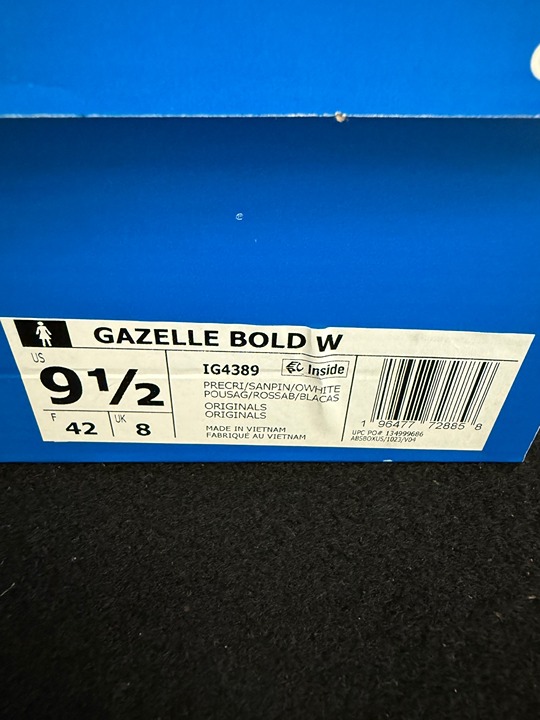 GAZELLE BOLD W
US
9½
F
42
UK
8
IG4389
Inside
PRECRI/SANPIN/OWHITE
POUSAG/ROSSAB/BLACAS
ORIGINALS
ORIGINALS
MADE IN VIETNAM
FABRIQUÉ AU VIETNAM
1 96477 72885 8
UPC PO# 134999686
ABSBOXUS/1023/V04